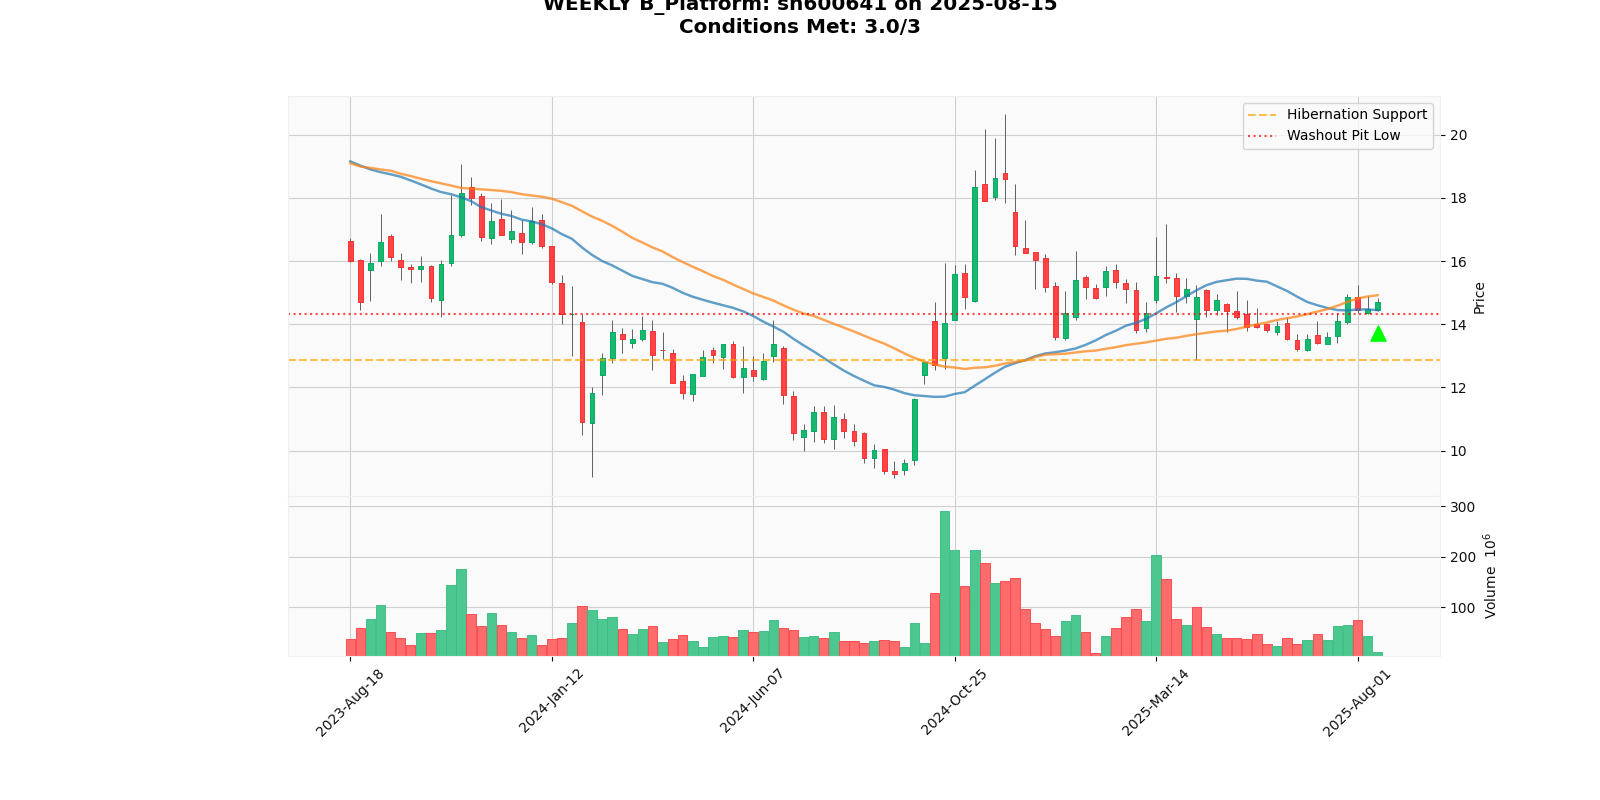 WEEKLY B_Platform: sh600641 on 2025-08-15
Conditions Met: 3.0/3
Hibernation Support
Washout Pit Low
20
18
16
14
12
10
Price
300
200
100
Volume 10^6
2023-Aug-18
2024-Jan-12
2024-Jun-07
2024-Oct-25
2025-Mar-14
2025-Aug-01